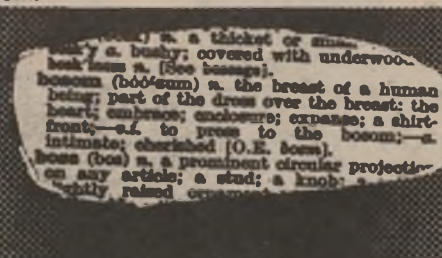 n. a thicket or
a. bushy; covered with underwoo
[See boscage].
bosom (bóó′zum) n. the breast of a human
being; part of the dress over the breast: the
heart; embrace; enclosure; expanse; a shirt-
front;—v.t. to press to the bosom;—a.
intimate; cherished [O.E. bosm].
boss (bos) n. a prominent circular projection
on any article; a stud; a knob;
raised